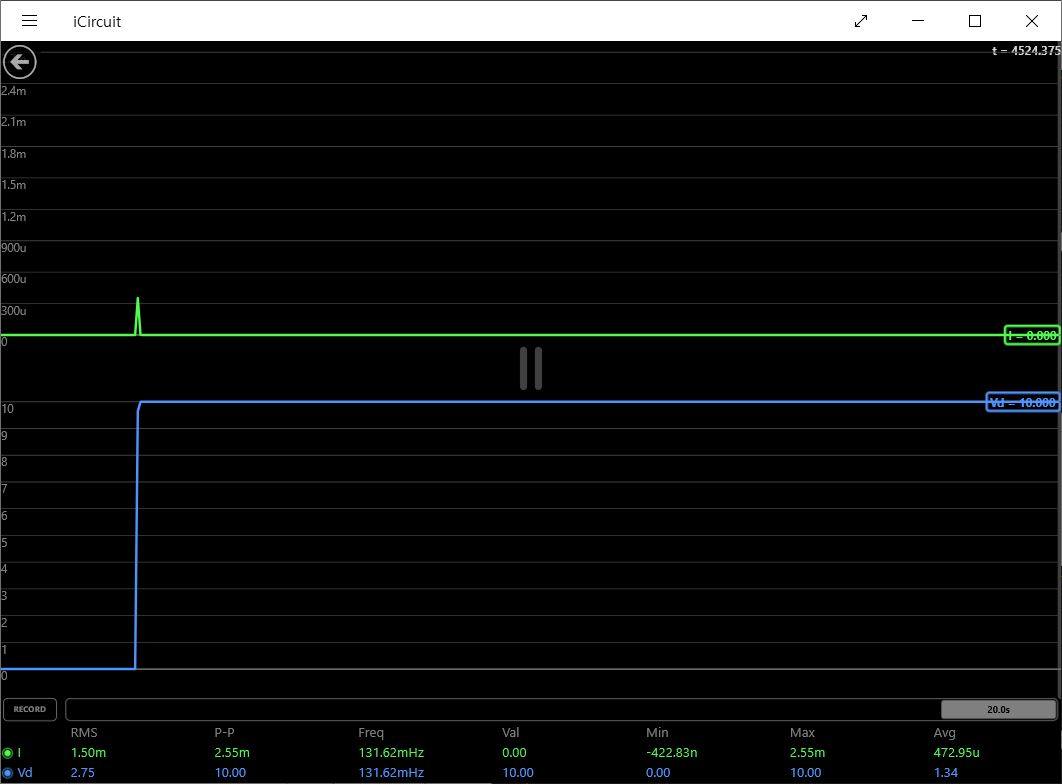 iCircuit
t = 4524.375
2.4m
2.1m
1.8m
1.5m
1.2m
900u
600u
300u
I = 0.000
0
10
Vd = 10.000
9
8
7
6
5
4
3
2
1
0
RECORD 20.0s
RMS P-P Freq Val Min Max Avg
I 1.50m 2.55m 131.62mHz 0.00 -422.83n 2.55m 472.95u
Vd 2.75 10.00 131.62mHz 10.00 0.00 10.00 1.34